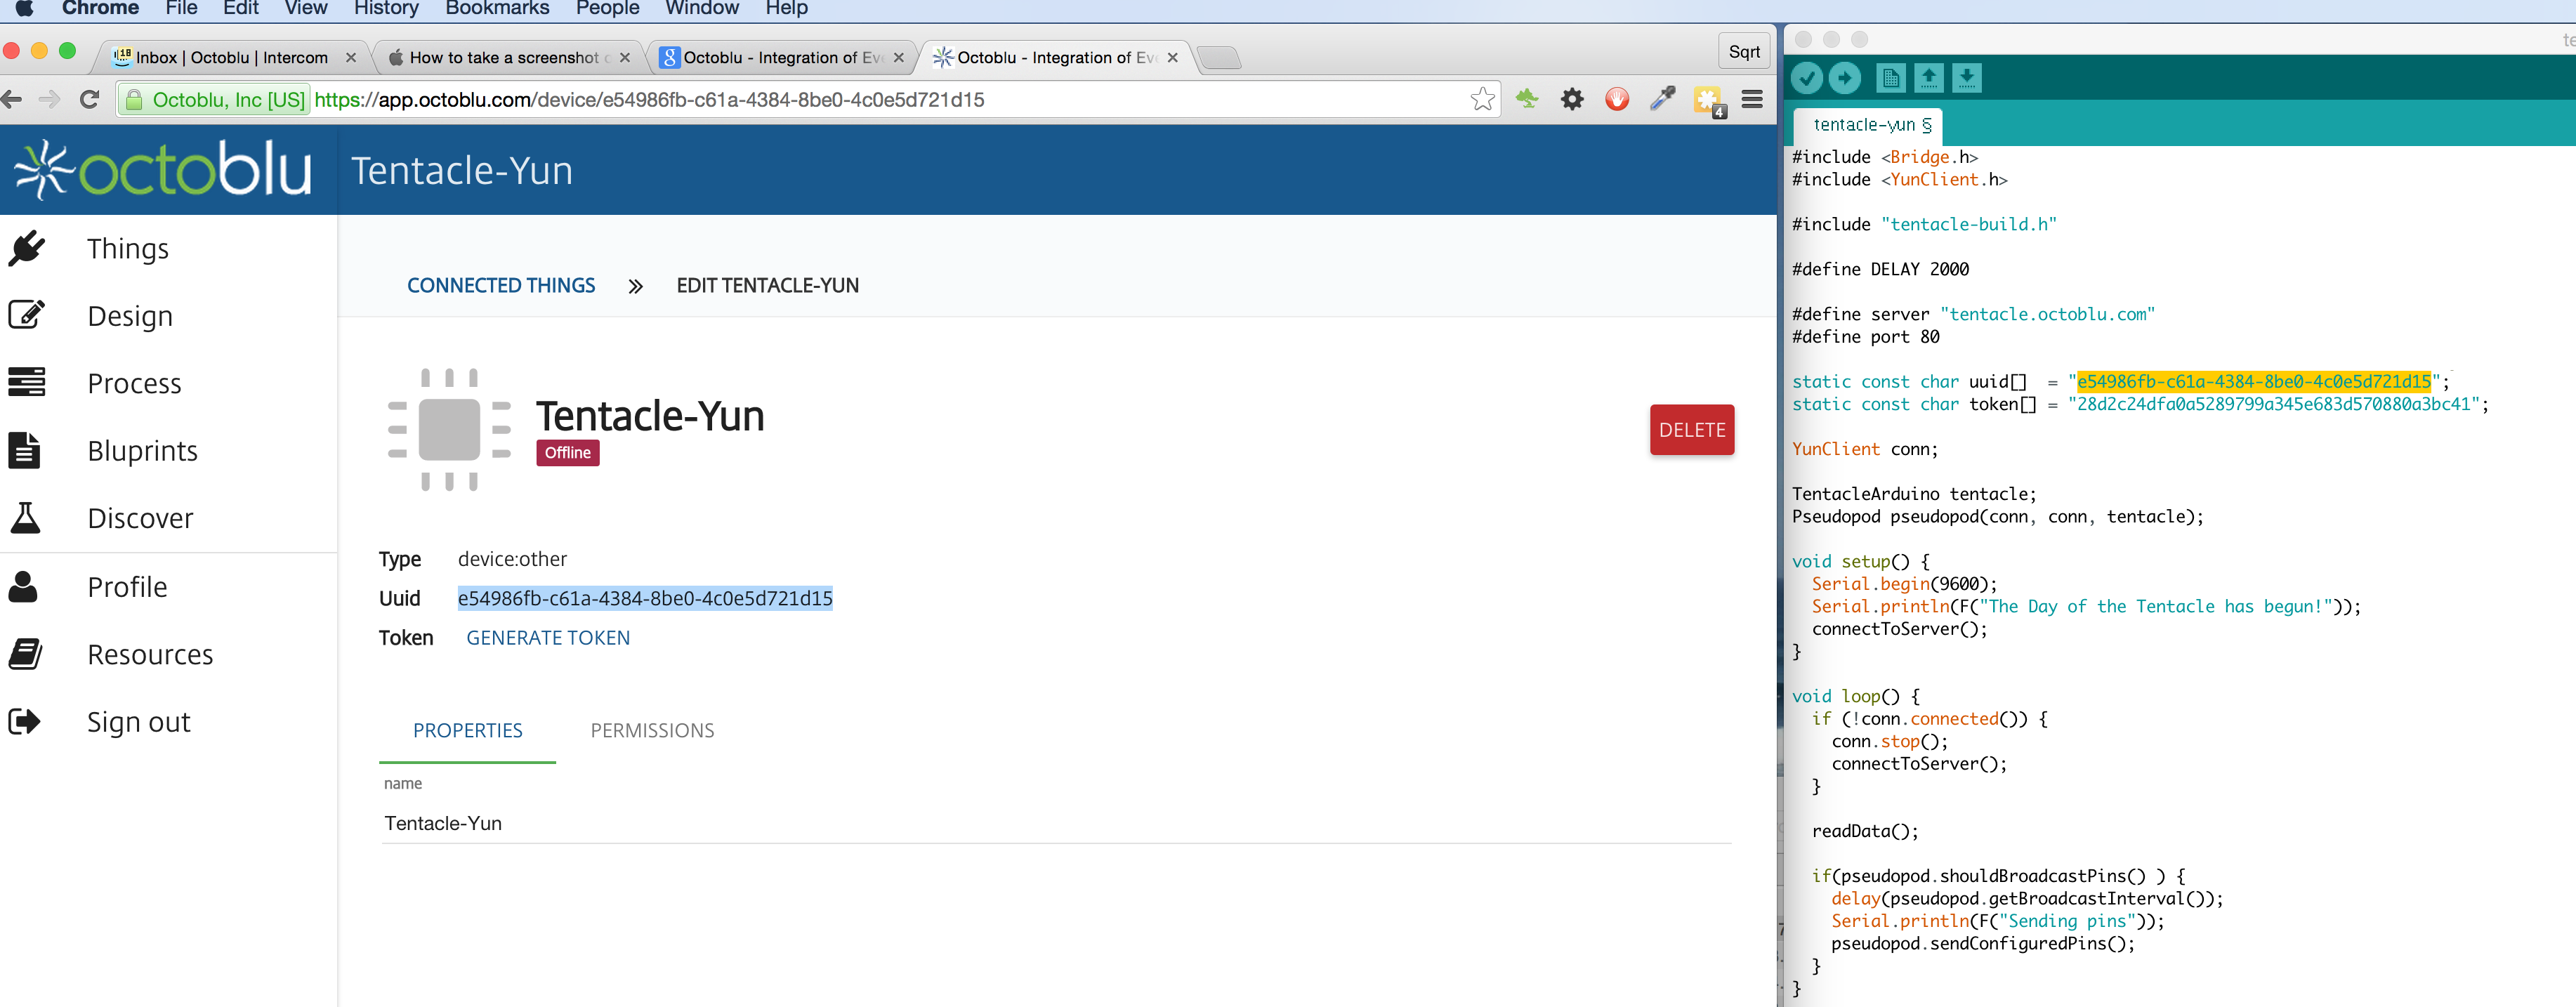 Chrome File Edit View History Bookmarks People Window Help
Inbox | Octoblu | Intercom
How to take a screenshot
Octoblu - Integration of Eve
Octoblu - Integration of Eve
Sqrt
Octoblu, Inc [US] https://app.octoblu.com/device/e54986fb-c61a-4384-8be0-4c0e5d721d15
4
octoblu
Tentacle-Yun
Things
Design
Process
Bluprints
Discover
Profile
Resources
Sign out
CONNECTED THINGS » EDIT TENTACLE-YUN
Tentacle-Yun
Offline
DELETE
Type device:other
Uuid e54986fb-c61a-4384-8be0-4c0e5d721d15
Token GENERATE TOKEN
PROPERTIES PERMISSIONS
name
Tentacle-Yun
tentacle-yun §
#include <Bridge.h>
#include <YunClient.h>
#include "tentacle-build.h"
#define DELAY 2000
#define server "tentacle.octoblu.com"
#define port 80
static const char uuid[] = "e54986fb-c61a-4384-8be0-4c0e5d721d15";
static const char token[] = "28d2c24dfa0a5289799a345e683d570880a3bc41";
YunClient conn;
TentacleArduino tentacle;
Pseudopod pseudopod(conn, conn, tentacle);
void setup() {
Serial.begin(9600);
Serial.println(F("The Day of the Tentacle has begun!"));
connectToServer();
}
void loop() {
if (!conn.connected()) {
conn.stop();
connectToServer();
}
readData();
if(pseudopod.shouldBroadcastPins() ) {
delay(pseudopod.getBroadcastInterval());
Serial.println(F("Sending pins"));
pseudopod.sendConfiguredPins();
}
}